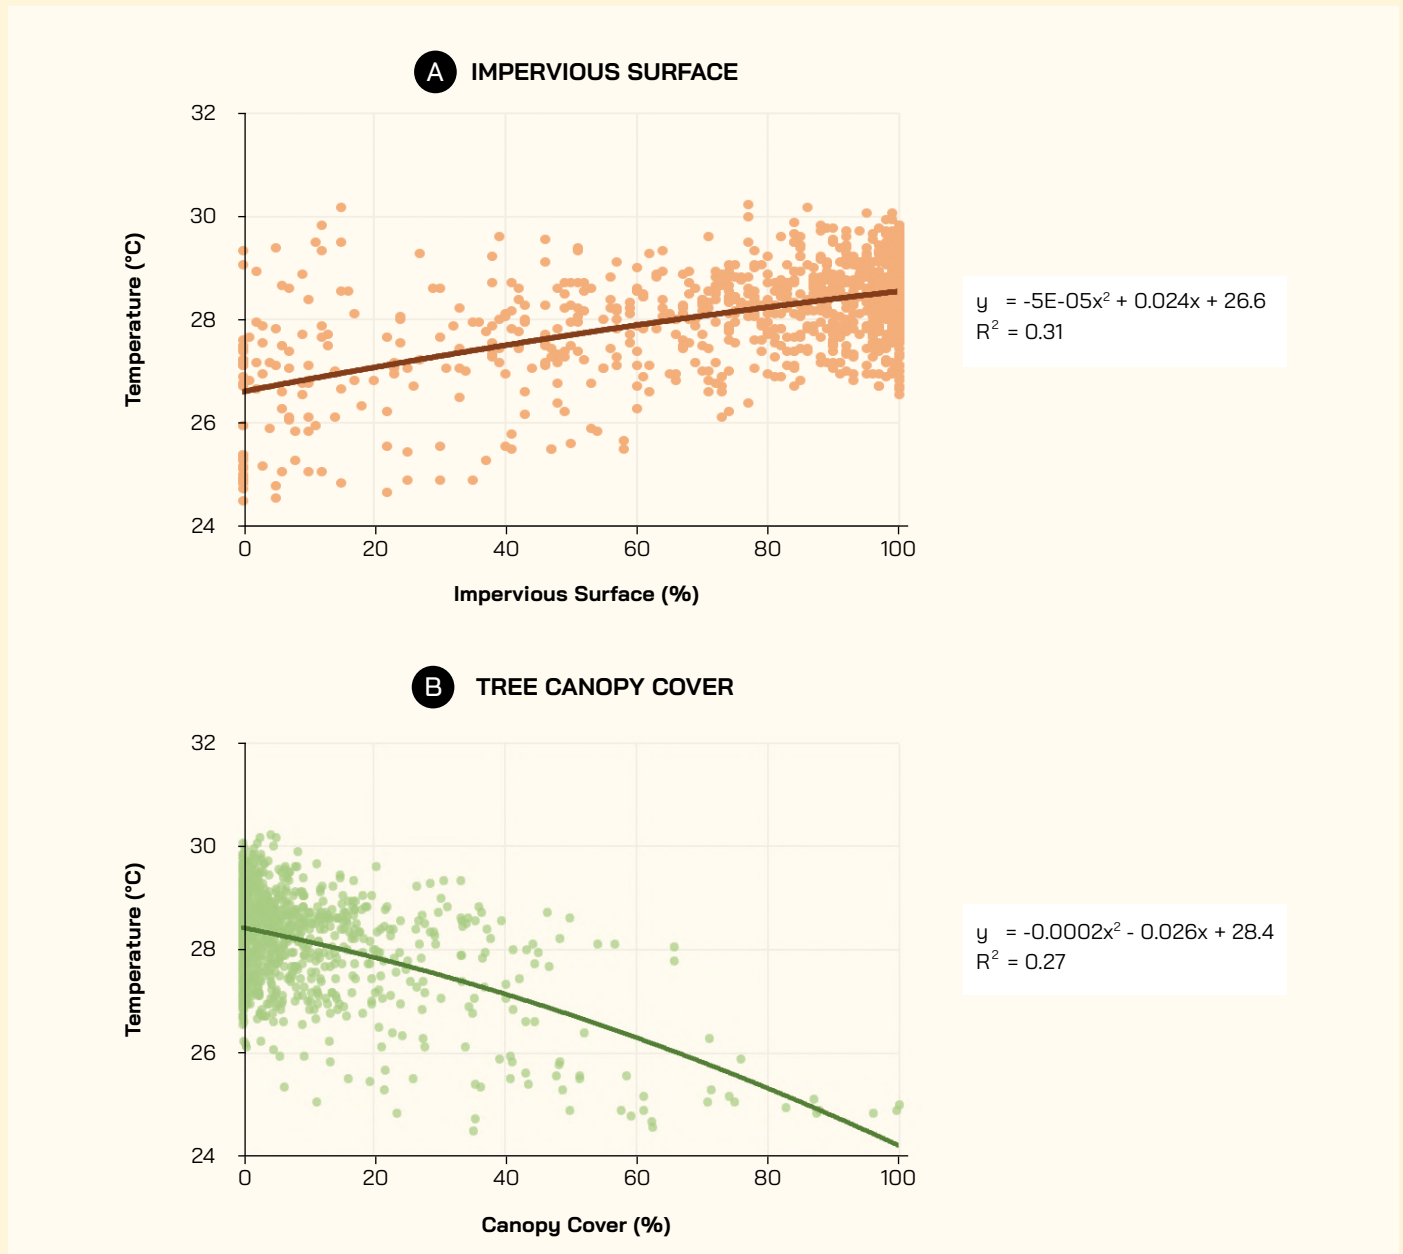 A IMPERVIOUS SURFACE
32
30
28
26
24
Temperature (°C)
0 20 40 60 80 100
Impervious Surface (%)
y = -5E-05x² + 0.024x + 26.6
R² = 0.31
B TREE CANOPY COVER
32
30
28
26
24
Temperature (°C)
0 20 40 60 80 100
Canopy Cover (%)
y = -0.0002x² - 0.026x + 28.4
R² = 0.27